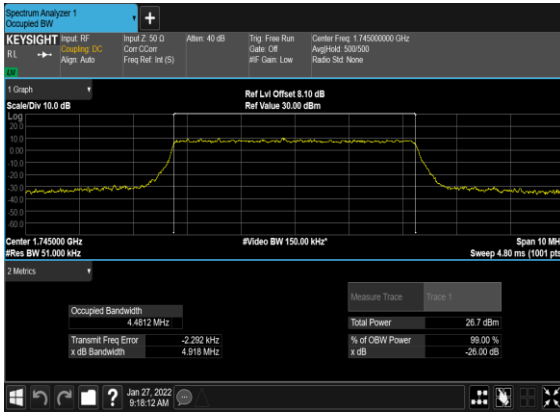 Spectrum Analyzer 1
Occupied BW
KEYSIGHT
RL
Input: RF
Coupling: DC
Align: Auto
Input Z: 50 Ω
Corr CCorr
Freq Ref: Int (S)
Atten: 40 dB
Trig: Free Run
Gate: Off
#IF Gain: Low
Center Freq: 1.745000000 GHz
Avg|Hold: 500/500
Radio Std: None
1 Graph
Scale/Div 10.0 dB
Ref Lvl Offset 8.10 dB
Ref Value 30.00 dBm
Log
20.0
10.0
0.00
-10.0
-20.0
-30.0
-40.0
-50.0
-60.0
Center 1.745000 GHz
#Res BW 51.000 kHz
#Video BW 150.00 kHz*
Span 10 MH
Sweep 4.80 ms (1001 pts
2 Metrics
Measure Trace
Trace 1
Occupied Bandwidth
4.4812 MHz
Total Power
26.7 dBm
Transmit Freq Error
-2.292 kHz
% of OBW Power
99.00 %
x dB Bandwidth
4.918 MHz
x dB
-26.00 dB
?
Jan 27, 2022
9:18:12 AM